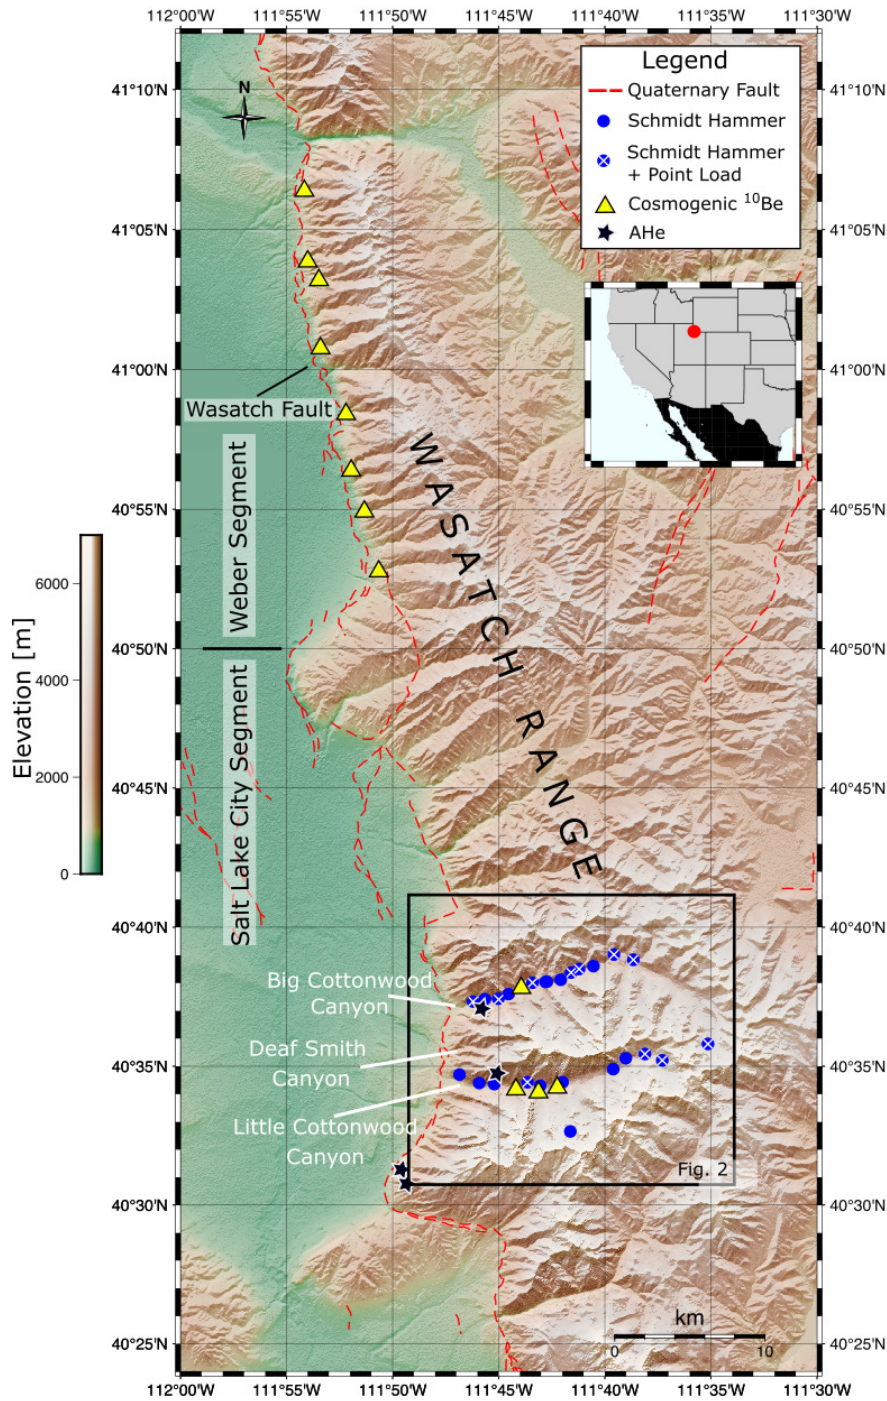 112°00'W 111°55'W 111°50'W 111°45'W 111°40'W 111°35'W 111°30'W
Legend
Quaternary Fault
Schmidt Hammer
Schmidt Hammer
+ Point Load
Cosmogenic ¹⁰Be
AHe
N
41°10'N 41°10'N
41°05'N 41°05'N
41°00'N 41°00'N
Wasatch Fault
WASATCH RANGE
Weber Segment
40°55'N 40°55'N
Elevation [m]
6000
4000
2000
0
40°50'N 40°50'N
Salt Lake City Segment
40°45'N 40°45'N
40°40'N 40°40'N
Big Cottonwood
Canyon
Deaf Smith
Canyon
40°35'N 40°35'N
Little Cottonwood
Canyon
Fig. 2
40°30'N 40°30'N
km
0 10
40°25'N 40°25'N
112°00'W 111°55'W 111°50'W 111°45'W 111°40'W 111°35'W 111°30'W